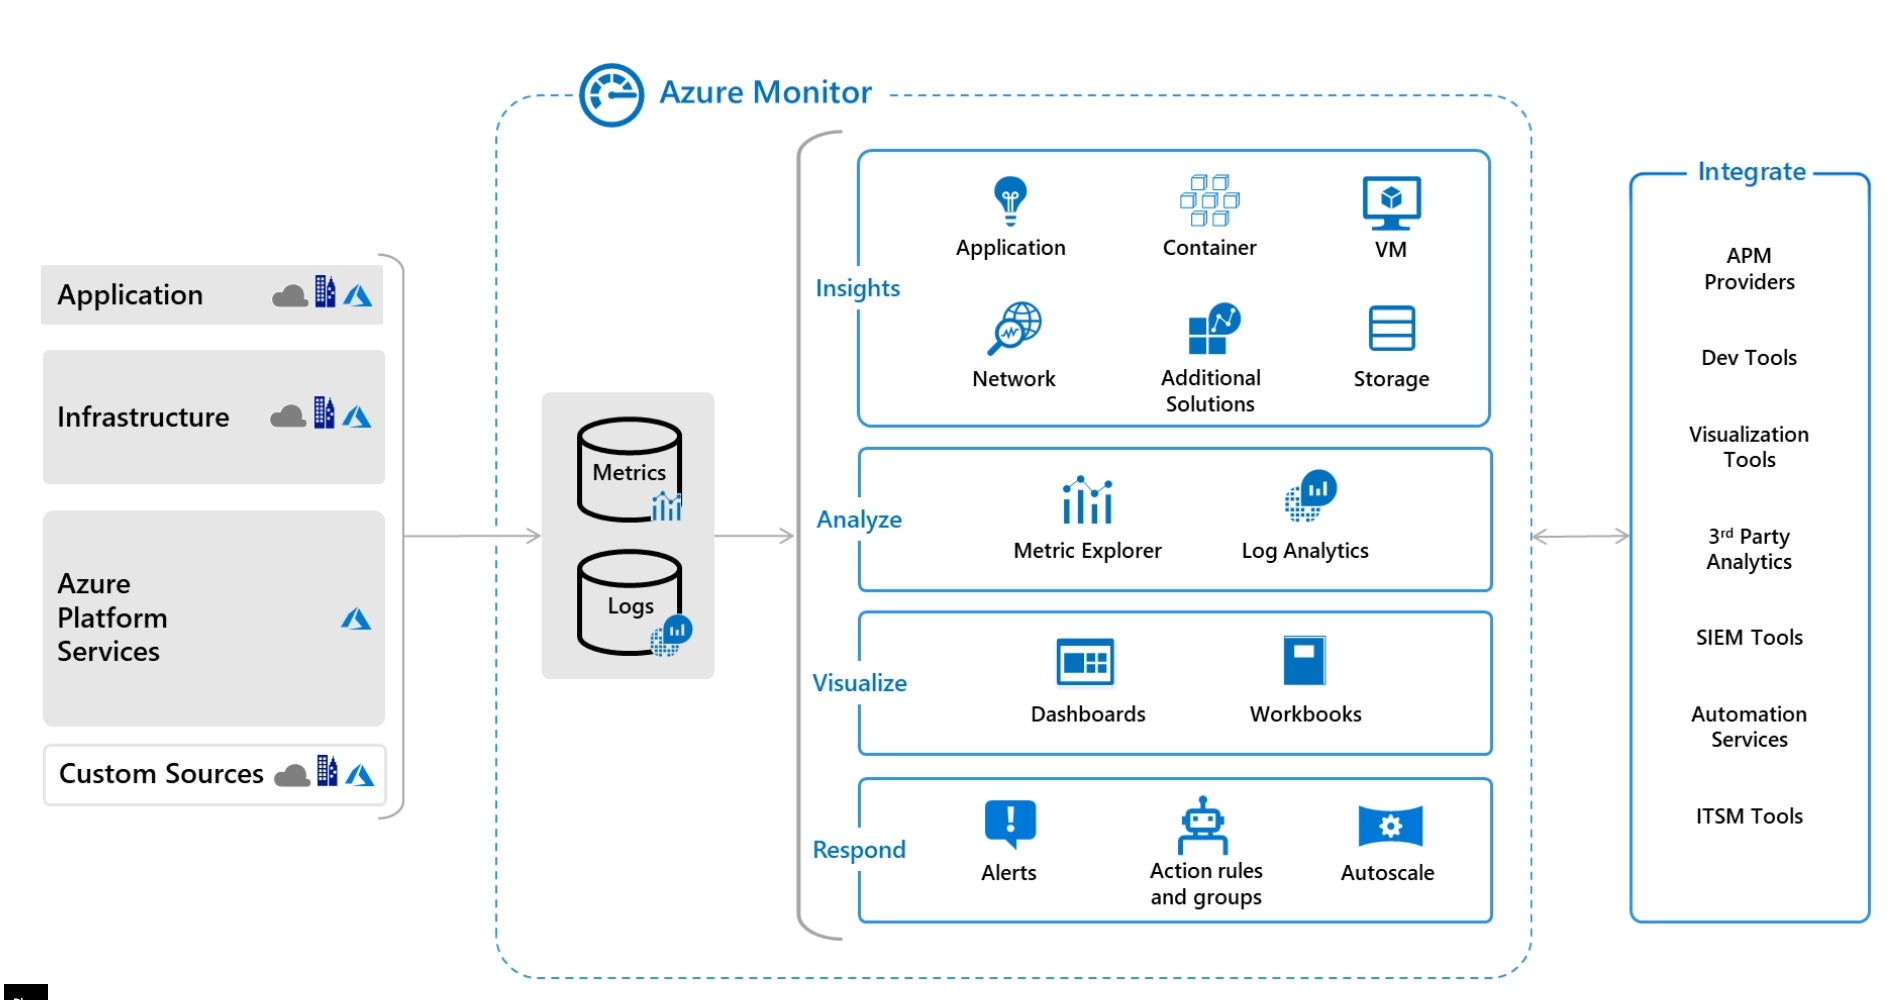 Azure Monitor
Application
Infrastructure
Azure
Platform
Services
Custom Sources
Metrics
Logs
Insights
Application
Container
VM
Network
Additional
Solutions
Storage
Analyze
Metric Explorer
Log Analytics
Visualize
Dashboards
Workbooks
Respond
Alerts
Action rules
and groups
Autoscale
Integrate
APM
Providers
Dev Tools
Visualization
Tools
3rd Party
Analytics
SIEM Tools
Automation
Services
ITSM Tools